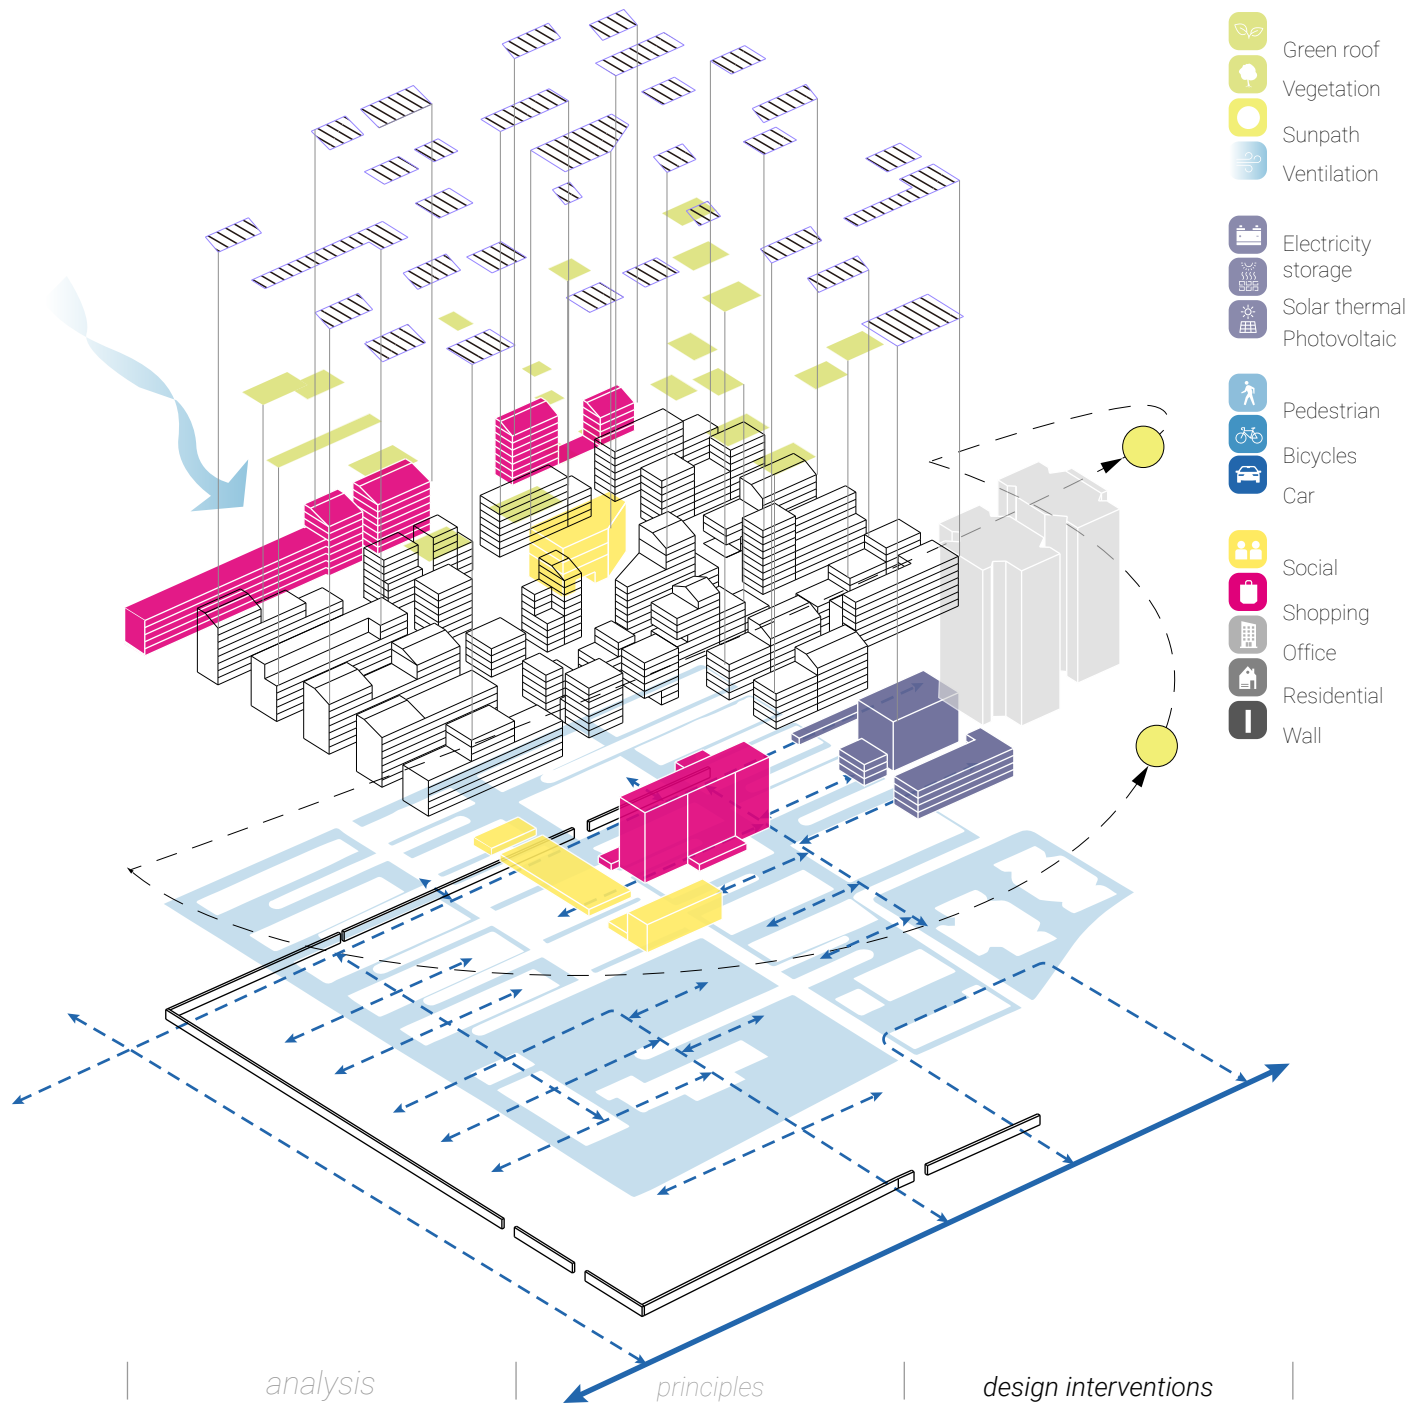 Green roof
Vegetation
Sunpath
Ventilation
Electricity
storage
Solar thermal
Photovoltaic
Pedestrian
Bicycles
Car
Social
Shopping
Office
Residential
Wall
analysis
principles
design interventions